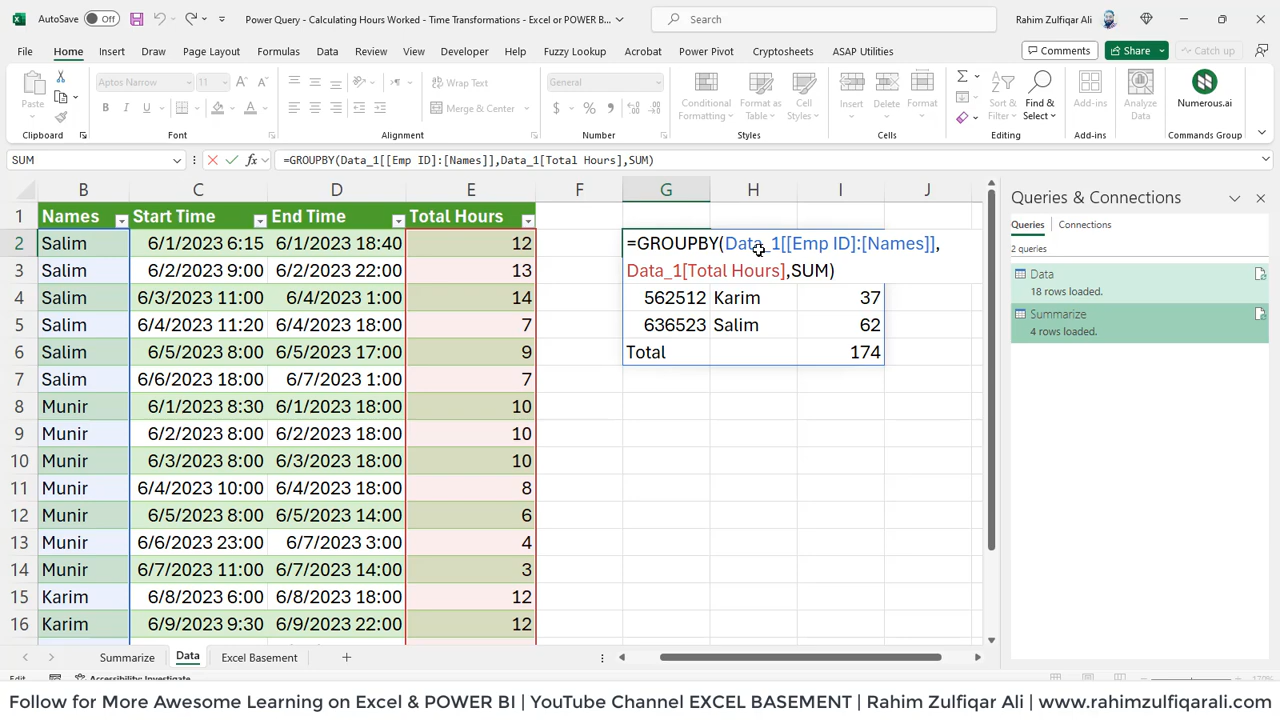 AutoSave Off Power Query - Calculating Hours Worked - Time Transformations - Excel or POWER B... Search Rahim Zulfiqar Ali
File Home Insert Draw Page Layout Formulas Data Review View Developer Help Fuzzy Lookup Acrobat Power Pivot Cryptosheets ASAP Utilities Comments Share Catch up
Paste Aptos Narrow 11 A A Wrap Text General Conditional Formatting Format as Table Cell Styles Insert Delete Format Sort & Filter Find & Select Add-ins Analyze Data Numerous.ai
B I U A Merge & Center $ % 9
Clipboard Font Alignment Number Styles Cells Editing Add-ins Commands Group
SUM fx =GROUPBY(Data_1[[Emp ID]:[Names]],Data_1[Total Hours],SUM)
B C D E F G H I J
1 Names Start Time End Time Total Hours
2 Salim 6/1/2023 6:15 6/1/2023 18:40 12 =GROUPBY(Data_1[[Emp ID]:[Names]],
3 Salim 6/2/2023 9:00 6/2/2023 22:00 13 Data_1[Total Hours],SUM)
4 Salim 6/3/2023 11:00 6/4/2023 1:00 14 562512 Karim 37
5 Salim 6/4/2023 11:20 6/4/2023 18:00 7 636523 Salim 62
6 Salim 6/5/2023 8:00 6/5/2023 17:00 9 Total 174
7 Salim 6/6/2023 18:00 6/7/2023 1:00 7
8 Munir 6/1/2023 8:30 6/1/2023 18:00 10
9 Munir 6/2/2023 8:00 6/2/2023 18:00 10
10 Munir 6/3/2023 8:00 6/3/2023 18:00 10
11 Munir 6/4/2023 10:00 6/4/2023 18:00 8
12 Munir 6/5/2023 8:00 6/5/2023 14:00 6
13 Munir 6/6/2023 23:00 6/7/2023 3:00 4
14 Munir 6/7/2023 11:00 6/7/2023 14:00 3
15 Karim 6/8/2023 6:00 6/8/2023 18:00 12
16 Karim 6/9/2023 9:30 6/9/2023 22:00 12
Queries & Connections
Queries Connections
2 queries
Data
18 rows loaded.
Summarize
4 rows loaded.
Summarize Data Excel Basement
Edit Accessibility: Investigate
Follow for More Awesome Learning on Excel & POWER BI | YouTube Channel EXCEL BASEMENT | Rahim Zulfiqar Ali | www.rahimzulfiqarali.com